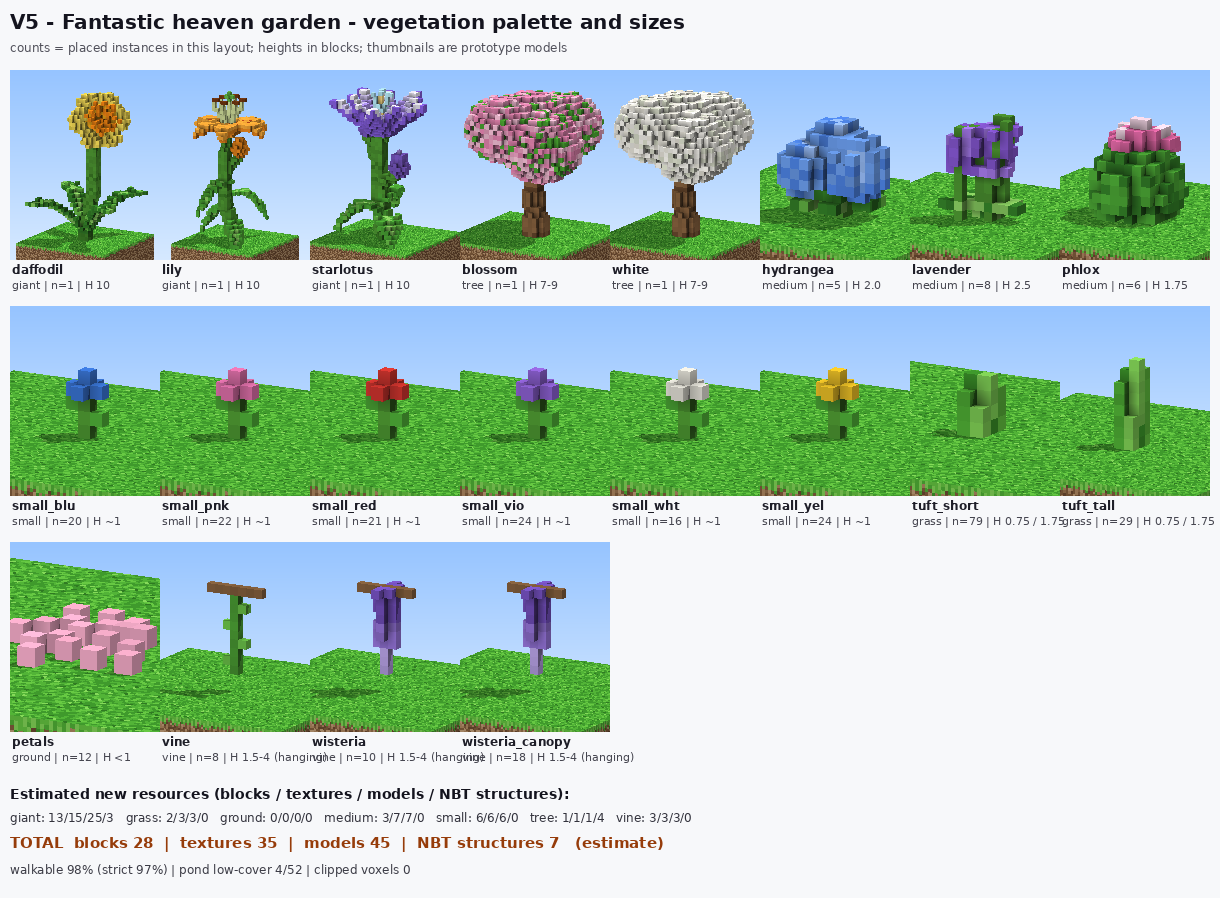 V5 - Fantastic heaven garden - vegetation palette and sizes
counts = placed instances in this layout; heights in blocks; thumbnails are prototype models
daffodil lily starlotus blossom white hydrangea lavender phlox
giant | n=1 | H 10 giant | n=1 | H 10 giant | n=1 | H 10 tree | n=1 | H 7-9 tree | n=1 | H 7-9 medium | n=5 | H 2.0 medium | n=8 | H 2.5 medium | n=6 | H 1.75
small_blu small_pnk small_red small_vio small_wht small_yel tuft_short tuft_tall
small | n=20 | H ~1 small | n=22 | H ~1 small | n=21 | H ~1 small | n=24 | H ~1 small | n=16 | H ~1 small | n=24 | H ~1 grass | n=79 | H 0.75 / 1.75 grass | n=29 | H 0.75 / 1.75
petals vine wisteria wisteria_canopy
ground | n=12 | H <1 vine | n=8 | H 1.5-4 (hanging) vine | n=10 | H 1.5-4 (hanging) vine | n=18 | H 1.5-4 (hanging)
Estimated new resources (blocks / textures / models / NBT structures):
giant: 13/15/25/3 grass: 2/3/3/0 ground: 0/0/0/0 medium: 3/7/7/0 small: 6/6/6/0 tree: 1/1/1/4 vine: 3/3/3/0
TOTAL blocks 28 | textures 35 | models 45 | NBT structures 7 (estimate)
walkable 98% (strict 97%) | pond low-cover 4/52 | clipped voxels 0